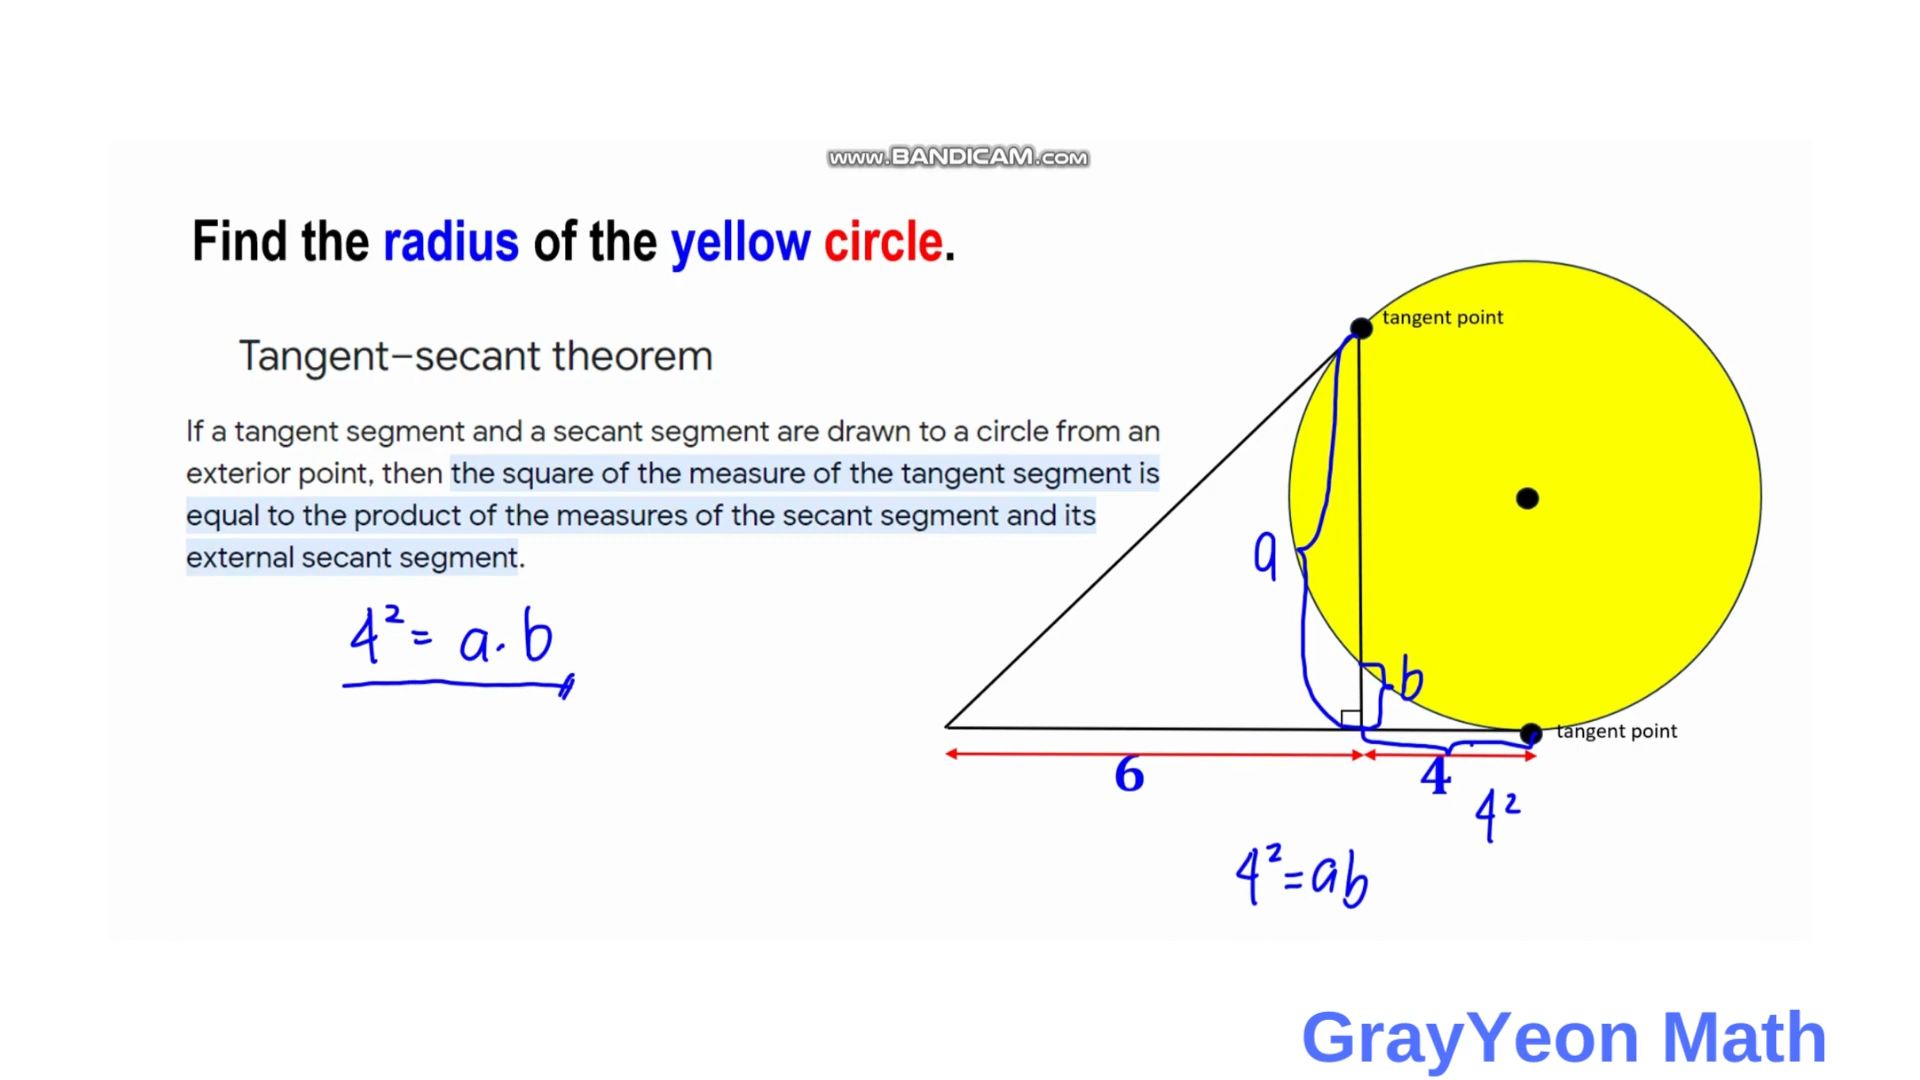 www.BANDICAM.com
Find the radius of the yellow circle.
Tangent–secant theorem
If a tangent segment and a secant segment are drawn to a circle from an
exterior point, then the square of the measure of the tangent segment is
equal to the product of the measures of the secant segment and its
external secant segment.
4² = a · b
tangent point
a
b
tangent point
6
4
4²
4² = ab
GrayYeon Math